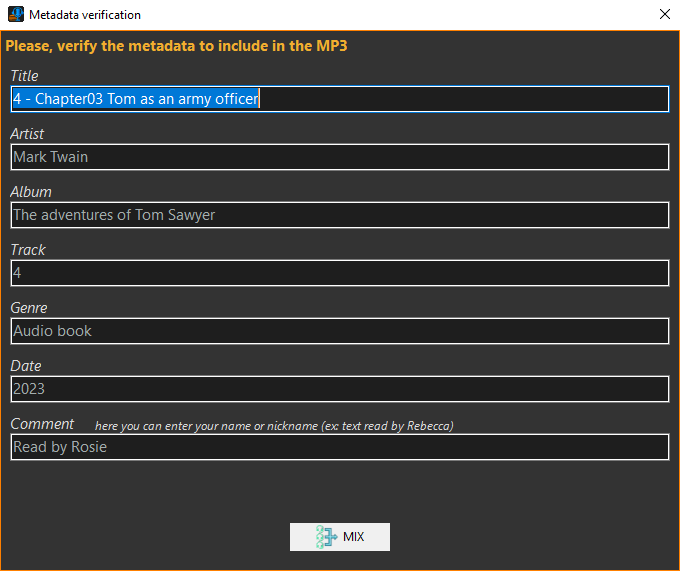 Metadata verification
Please, verify the metadata to include in the MP3
Title
4 - Chapter03 Tom as an army officer
Artist
Mark Twain
Album
The adventures of Tom Sawyer
Track
4
Genre
Audio book
Date
2023
Comment here you can enter your name or nickname (ex: text read by Rebecca)
Read by Rosie
MIX